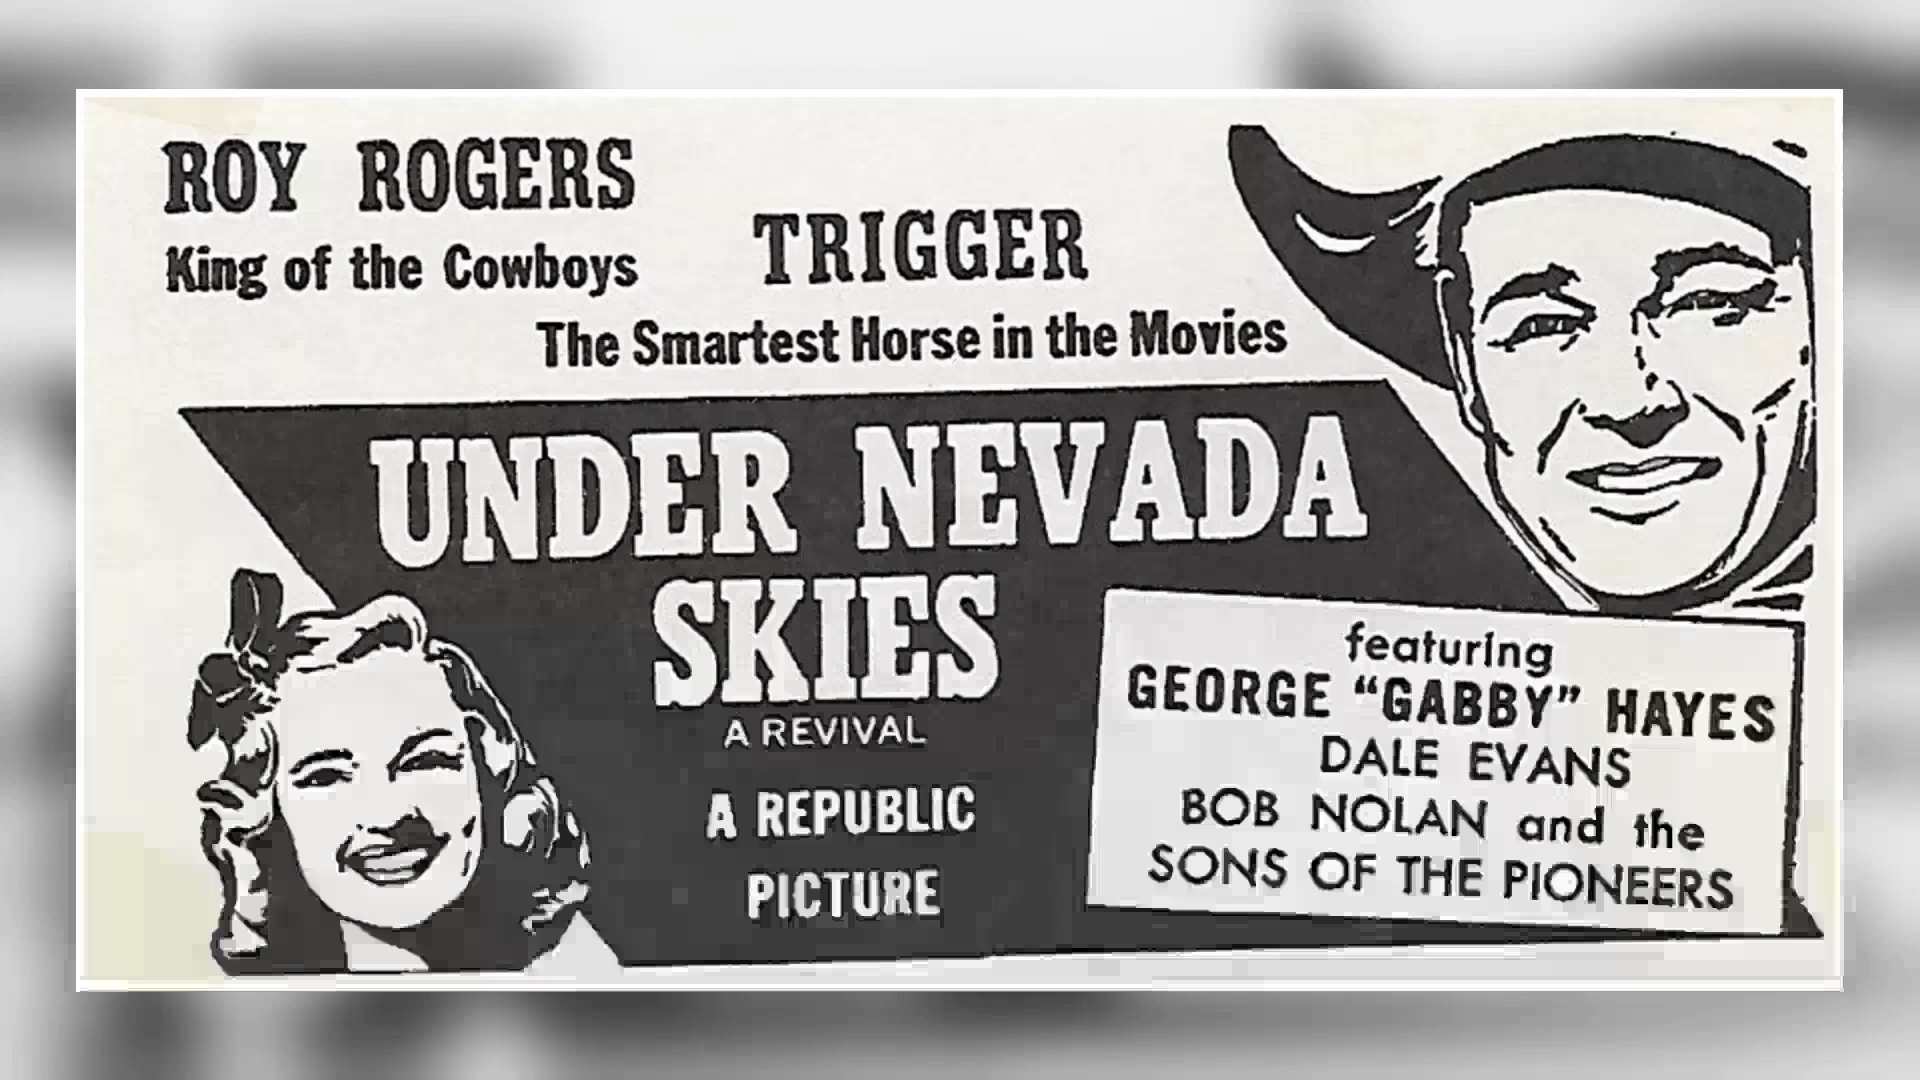 ROY ROGERS
King of the Cowboys
TRIGGER
The Smartest Horse in the Movies
UNDER NEVADA
SKIES
A REVIVAL
A REPUBLIC
PICTURE
featuring
GEORGE “GABBY” HAYES
DALE EVANS
BOB NOLAN and the
SONS OF THE PIONEERS